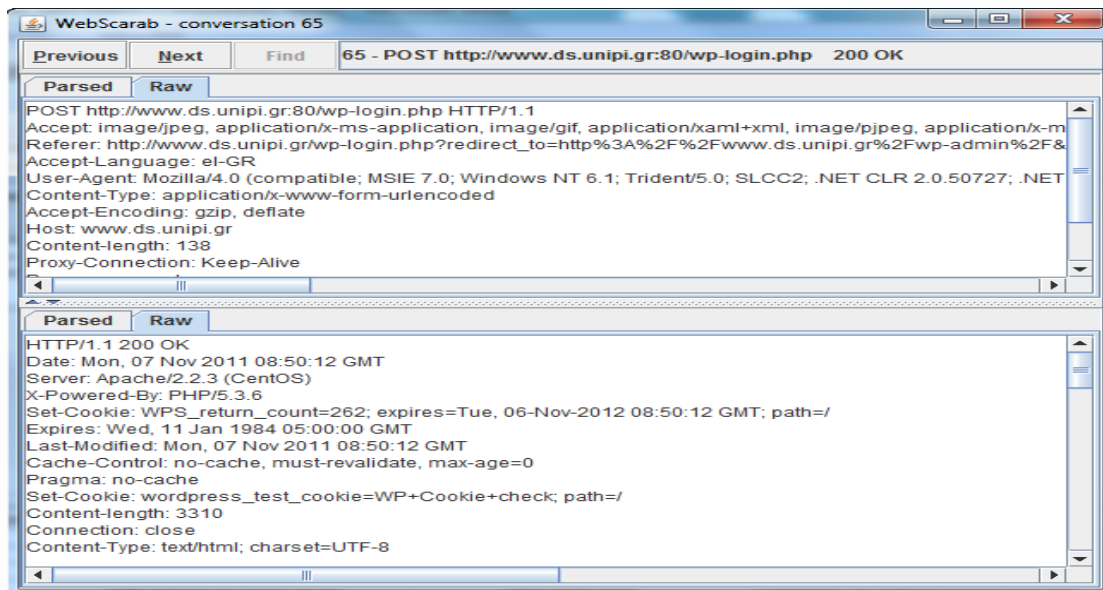 WebScarab - conversation 65
Previous Next Find 65 - POST http://www.ds.unipi.gr:80/wp-login.php 200 OK
Parsed Raw
POST http://www.ds.unipi.gr:80/wp-login.php HTTP/1.1
Accept: image/jpeg, application/x-ms-application, image/gif, application/xaml+xml, image/pjpeg, application/x-m
Referer: http://www.ds.unipi.gr/wp-login.php?redirect_to=http%3A%2F%2Fwww.ds.unipi.gr%2Fwp-admin%2F&
Accept-Language: el-GR
User-Agent: Mozilla/4.0 (compatible; MSIE 7.0; Windows NT 6.1; Trident/5.0; SLCC2; .NET CLR 2.0.50727; .NET
Content-Type: application/x-www-form-urlencoded
Accept-Encoding: gzip, deflate
Host: www.ds.unipi.gr
Content-length: 138
Proxy-Connection: Keep-Alive
Parsed Raw
HTTP/1.1 200 OK
Date: Mon, 07 Nov 2011 08:50:12 GMT
Server: Apache/2.2.3 (CentOS)
X-Powered-By: PHP/5.3.6
Set-Cookie: WPS_return_count=262; expires=Tue, 06-Nov-2012 08:50:12 GMT; path=/
Expires: Wed, 11 Jan 1984 05:00:00 GMT
Last-Modified: Mon, 07 Nov 2011 08:50:12 GMT
Cache-Control: no-cache, must-revalidate, max-age=0
Pragma: no-cache
Set-Cookie: wordpress_test_cookie=WP+Cookie+check; path=/
Content-length: 3310
Connection: close
Content-Type: text/html; charset=UTF-8